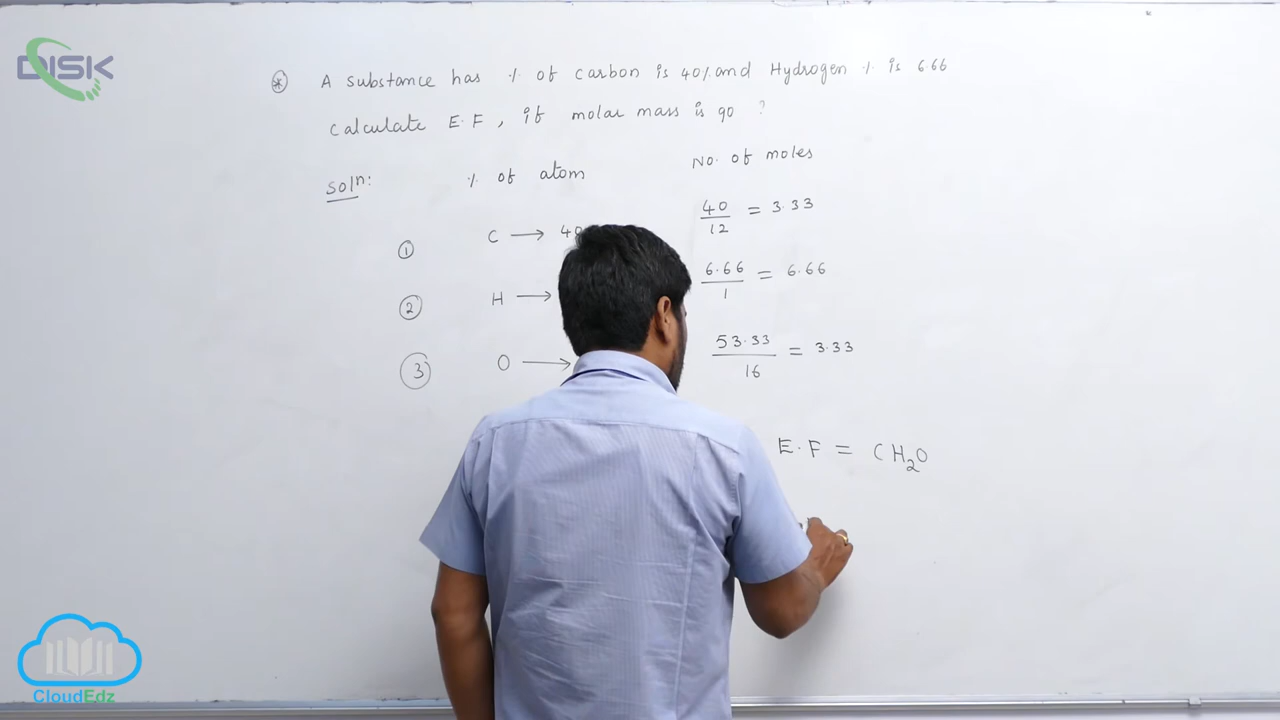 DISK
* A substance has % of carbon is 40% and Hydrogen % is 6.66
Calculate E.F, if molar mass is 90 ?
Soln: % of atom No. of moles
1 C → 40 40/12 = 3.33
2 H → 6.66/1 = 6.66
3 O → 53.33/16 = 3.33
E.F = CH2O
CloudEdz